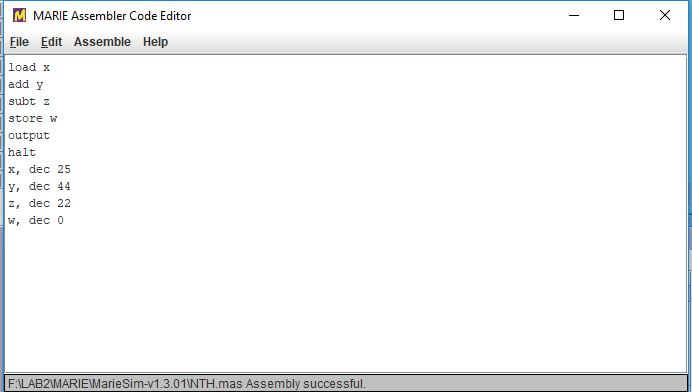 MARIE Assembler Code Editor
File Edit Assemble Help
load x
add y
subt z
store w
output
halt
x, dec 25
y, dec 44
z, dec 22
w, dec 0
F:\LAB2\MARIE\MarieSim-v1.3.01\NTH.mas Assembly successful.